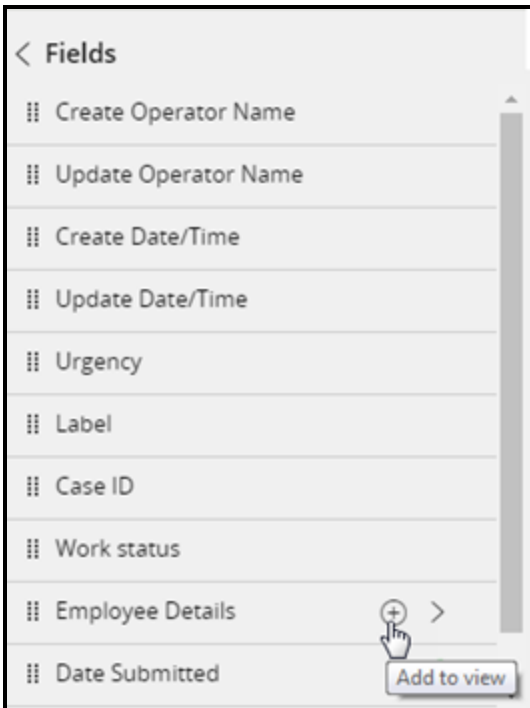 Fields
Create Operator Name
Update Operator Name
Create Date/Time
Update Date/Time
Urgency
Label
Case ID
Work status
Employee Details
Date Submitted
Add to view